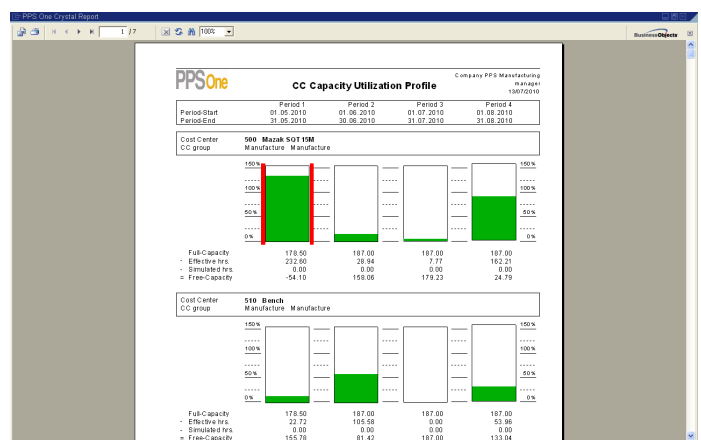 PPS One Crystal Report
1 /7
100%
BusinessObjects
PPSOne
CC Capacity Utilization Profile
Company PPS Manufacturing
manager
13/07/2010
Period 1 Period 2 Period 3 Period 4
Period-Start 01.05.2010 01.06.2010 01.07.2010 01.08.2010
Period-End 31.05.2010 30.06.2010 31.07.2010 31.08.2010
Cost Center 500 Mazak SQT15M
CC group Manufacture Manufacture
150% 150%
100% 100%
50% 50%
0% 0%
Full-Capacity 178.50 187.00 187.00 187.00
- Effective hrs. 232.60 28.94 7.77 162.21
- Simulated hrs. 0.00 0.00 0.00 0.00
= Free-Capacity -54.10 158.06 179.23 24.79
Cost Center 510 Bench
CC group Manufacture Manufacture
150% 150%
100% 100%
50% 50%
0% 0%
Full-Capacity 178.50 187.00 187.00 187.00
- Effective hrs. 22.72 105.58 0.00 53.96
- Simulated hrs. 0.00 0.00 0.00 0.00
= Free-Capacity 155.78 81.42 187.00 133.04